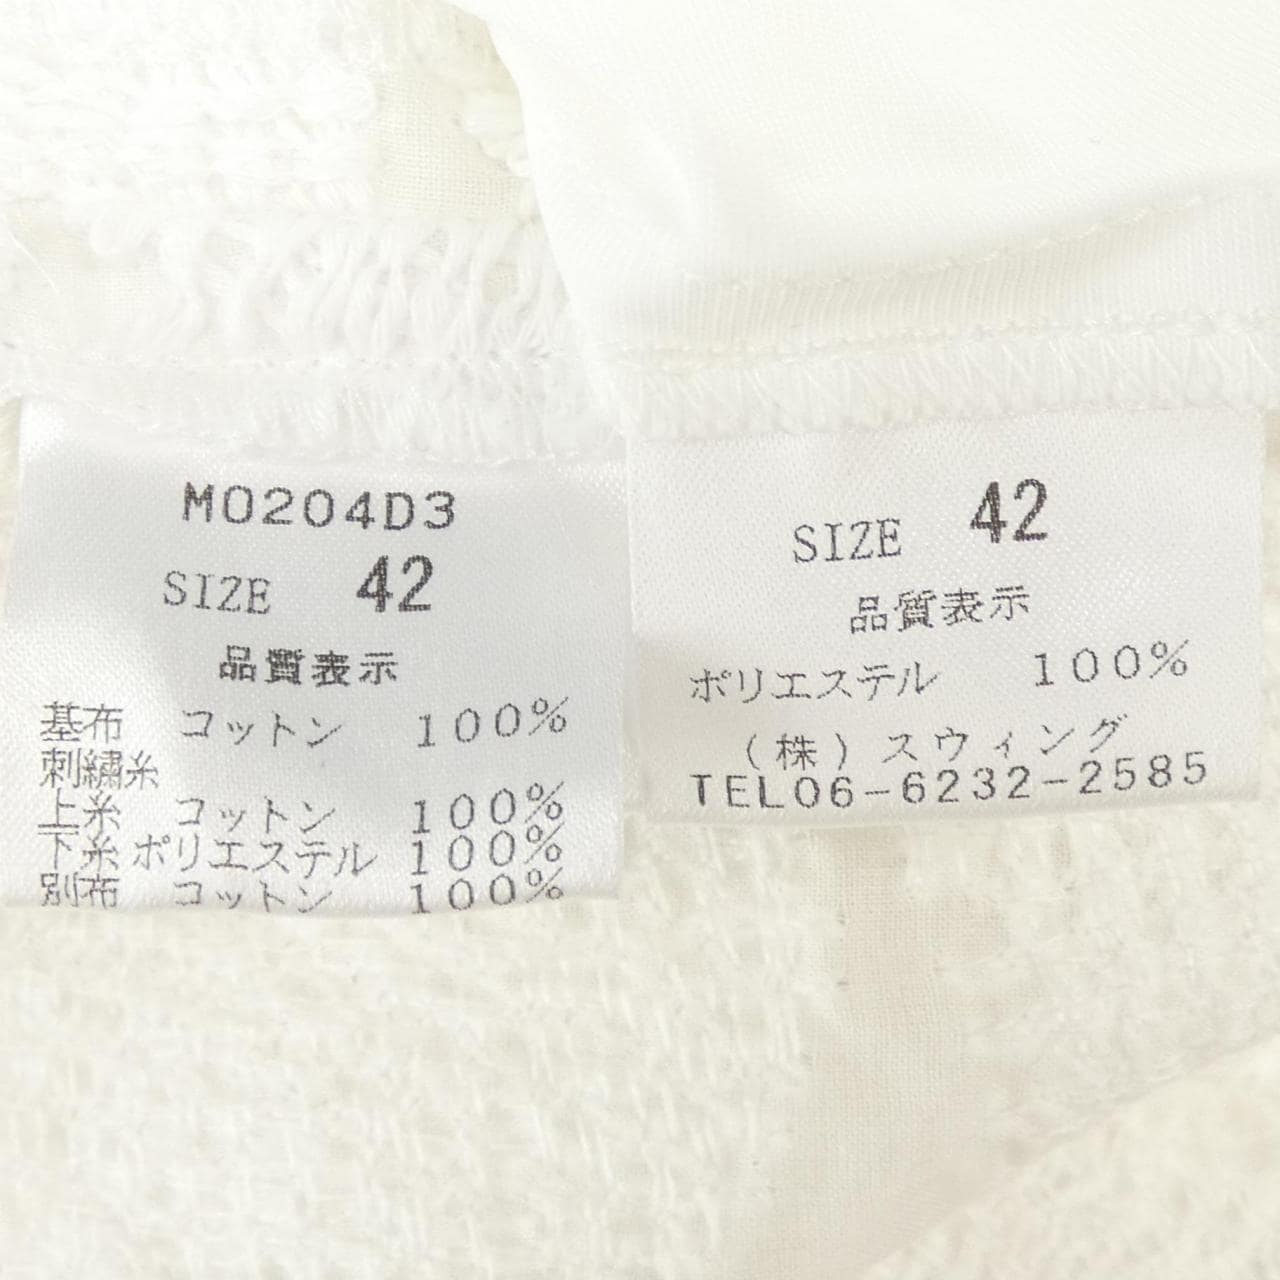 M0204D3
SIZE 42
品質表示
基布 コットン 100%
刺繍糸
上糸 コットン 100%
下糸 ポリエステル 100%
別布 コットン 100%
SIZE 42
品質表示
ポリエステル 100%
(株)スウィング
TEL06-6232-2585